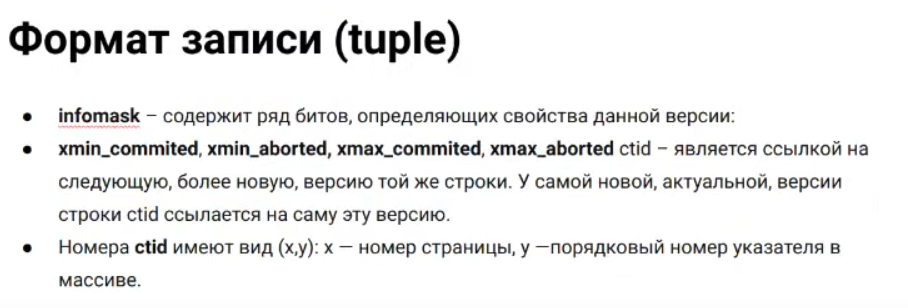 Формат записи (tuple)
• infomask – содержит ряд битов, определяющих свойства данной версии:
• xmin_commited, xmin_aborted, xmax_commited, xmax_aborted ctid – является ссылкой на
следующую, более новую, версию той же строки. У самой новой, актуальной, версии
строки ctid ссылается на саму эту версию.
• Номера ctid имеют вид (x,y): x — номер страницы, y —порядковый номер указателя в
массиве.